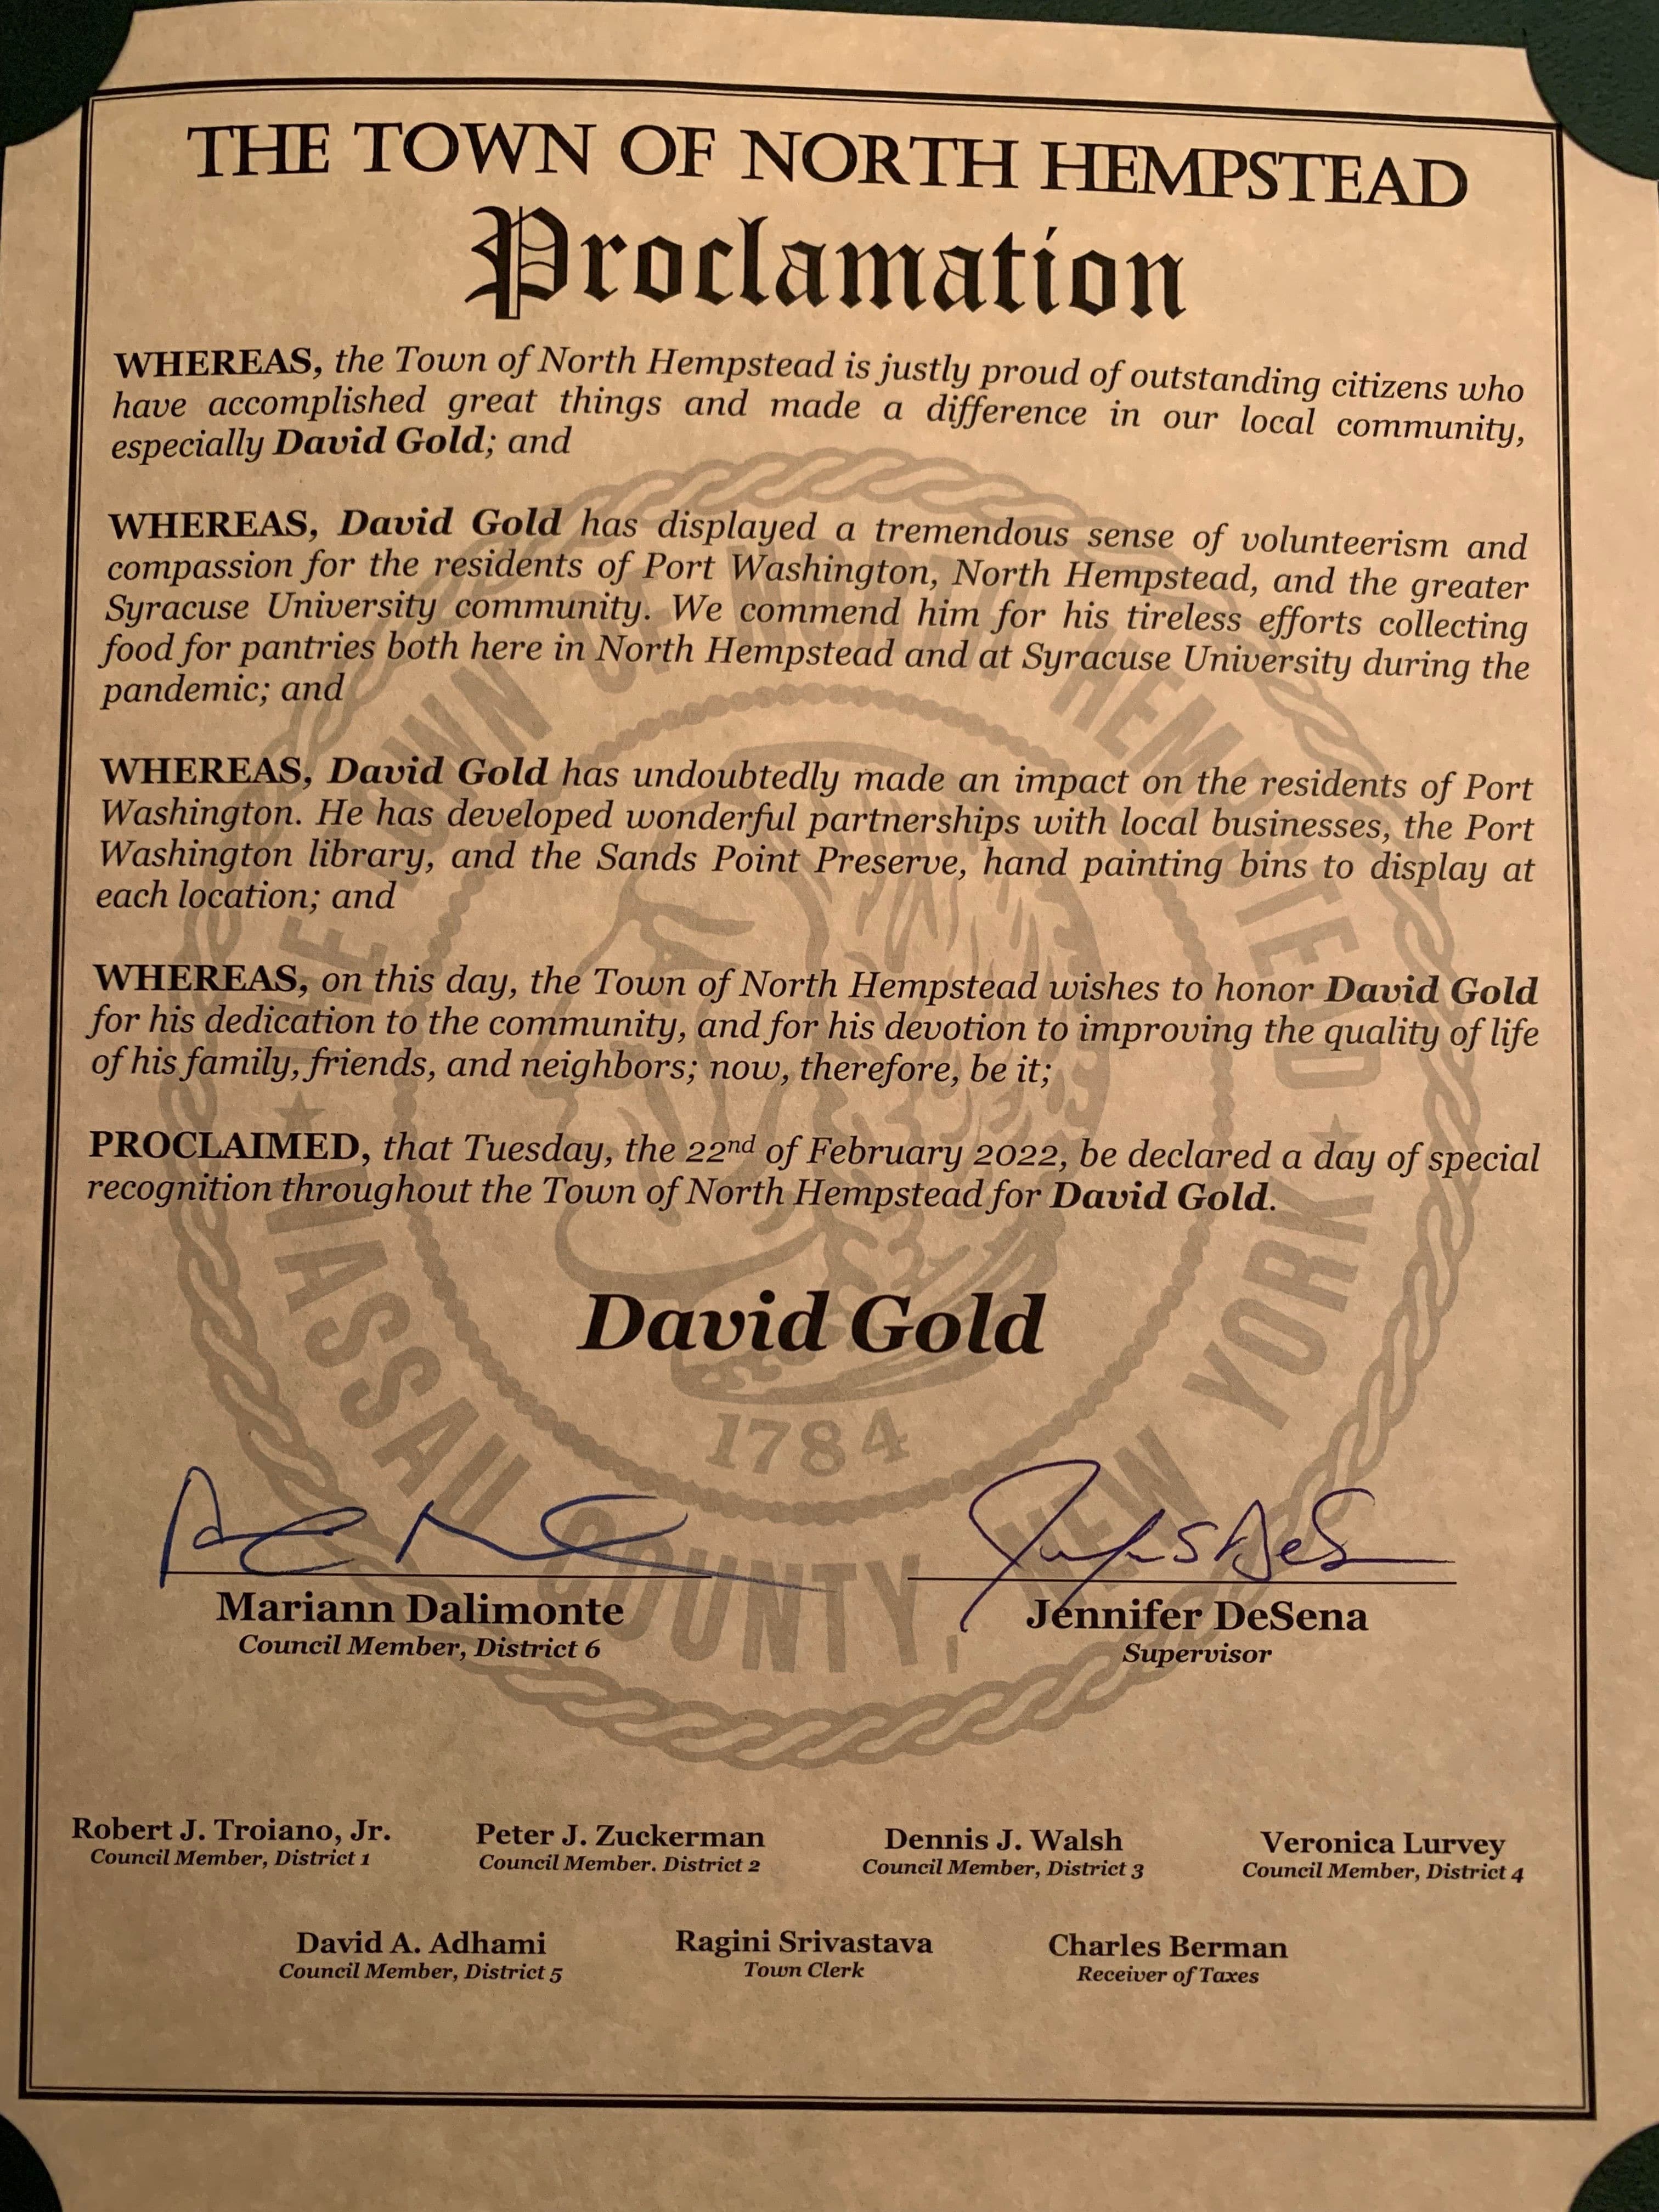 THE TOWN OF NORTH HEMPSTEAD
Proclamation
WHEREAS, the Town of North Hempstead is justly proud of outstanding citizens who
have accomplished great things and made a difference in our local community,
especially David Gold; and
WHEREAS, David Gold has displayed a tremendous sense of volunteerism and
compassion for the residents of Port Washington, North Hempstead, and the greater
Syracuse University community. We commend him for his tireless efforts collecting
food for pantries both here in North Hempstead and at Syracuse University during the
pandemic; and
WHEREAS, David Gold has undoubtedly made an impact on the residents of Port
Washington. He has developed wonderful partnerships with local businesses, the Port
Washington library, and the Sands Point Preserve, hand painting bins to display at
each location; and
WHEREAS, on this day, the Town of North Hempstead wishes to honor David Gold
for his dedication to the community, and for his devotion to improving the quality of life
of his family, friends, and neighbors; now, therefore, be it;
PROCLAIMED, that Tuesday, the 22nd of February 2022, be declared a day of special
recognition throughout the Town of North Hempstead for David Gold.
David Gold
THE TOWN OF NORTH HEMPSTEAD
NASSAU COUNTY, NEW YORK
1784
Mariann Dalimonte
Council Member, District 6
Jennifer DeSena
Supervisor
Robert J. Troiano, Jr.
Council Member, District 1
Peter J. Zuckerman
Council Member. District 2
Dennis J. Walsh
Council Member, District 3
Veronica Lurvey
Council Member, District 4
David A. Adhami
Council Member, District 5
Ragini Srivastava
Town Clerk
Charles Berman
Receiver of Taxes